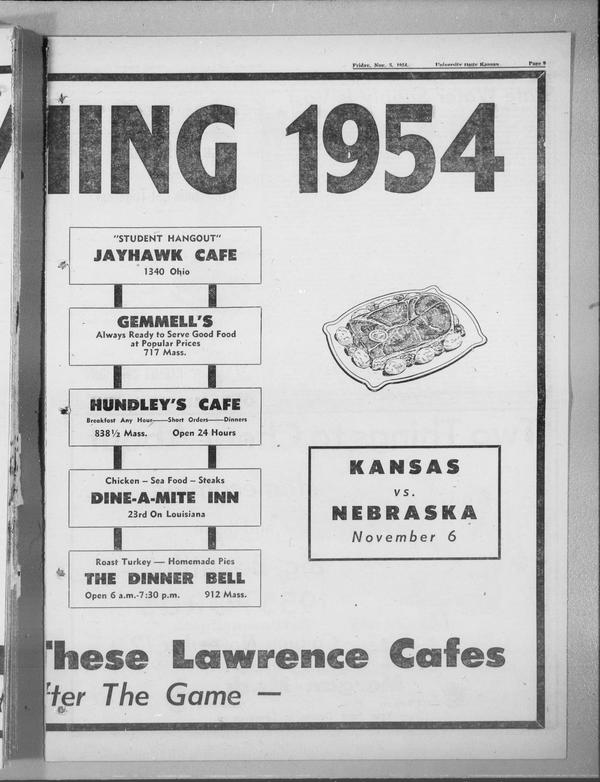 Friday, Nov. 5, 1954. University Daily Kansan Page 9
ING 1954
"STUDENT HANGOUT"
JAYHAWK CAFE
1340 Ohio
GEMMELL'S
Always Ready to Serve Good Food
at Popular Prices
717 Mass.
HUNDLEY'S CAFE
Breakfast Any Hour——Short Orders——Dinners
838½ Mass. Open 24 Hours
Chicken – Sea Food – Steaks
DINE-A-MITE INN
23rd On Louisiana
Roast Turkey — Homemade Pies
THE DINNER BELL
Open 6 a.m.-7:30 p.m. 912 Mass.
KANSAS
vs.
NEBRASKA
November 6
hese Lawrence Cafes
ter The Game —